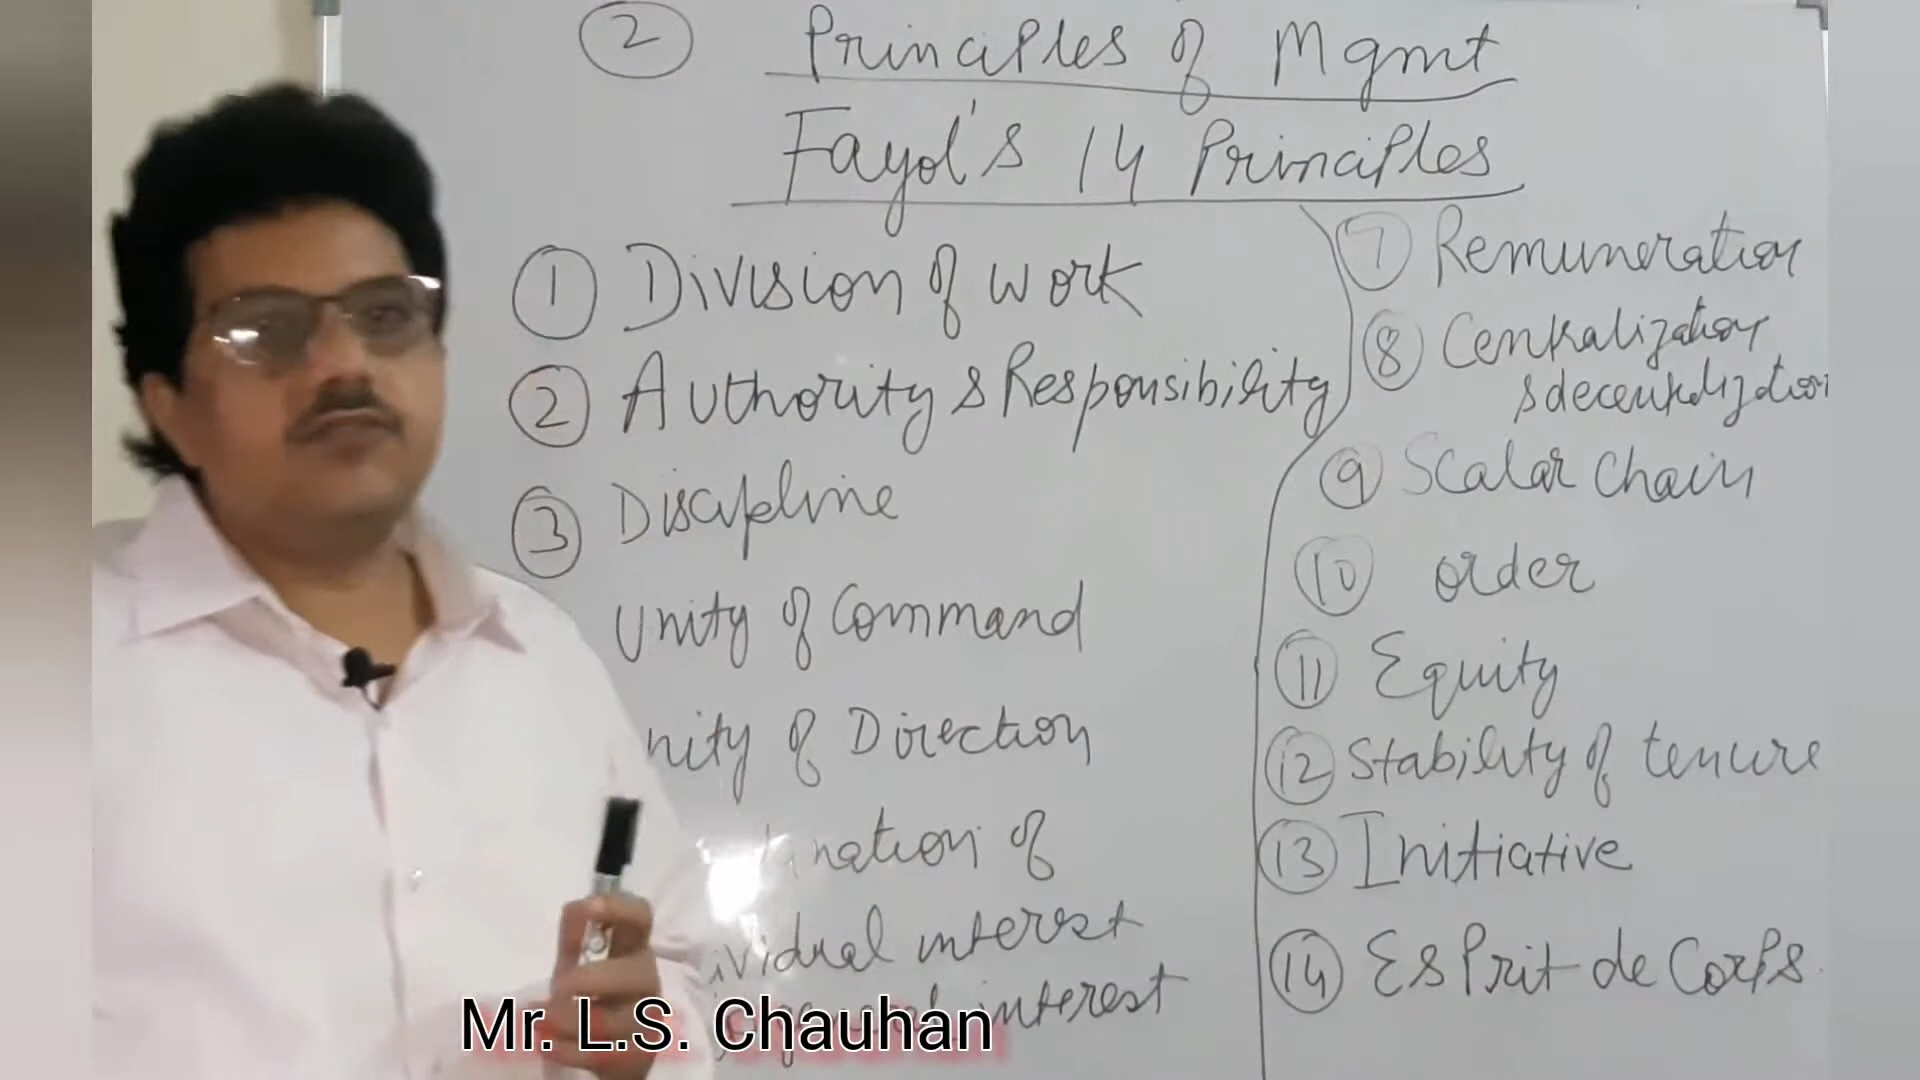 2 Principles of Mgmt
Fayol's 14 Principles
1 Division of work
2 Authority & Responsibility
3 Discipline
Unity of Command
nity of Direction
nation of
ividual interest
interest
7 Remuneration
8 Centralization
& decentralization
9 Scalar Chain
10 order
11 Equity
12 Stability of tenure
13 Initiative
14 Esprit de Corps
Mr. L.S. Chauhan